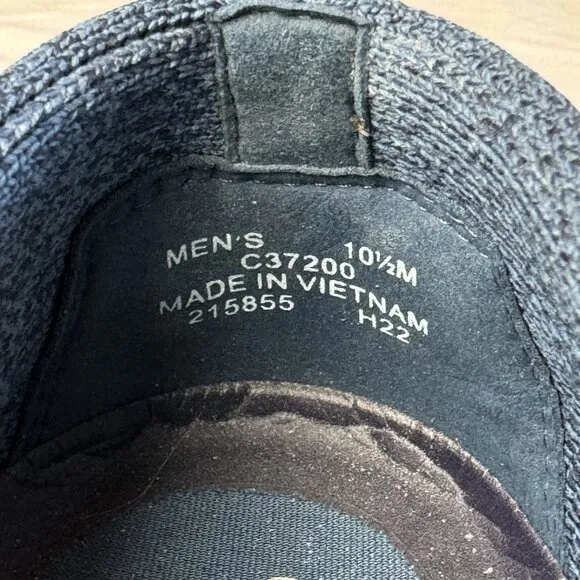 MEN'S 10½M
C37200
MADE IN VIETNAM
215855 H22